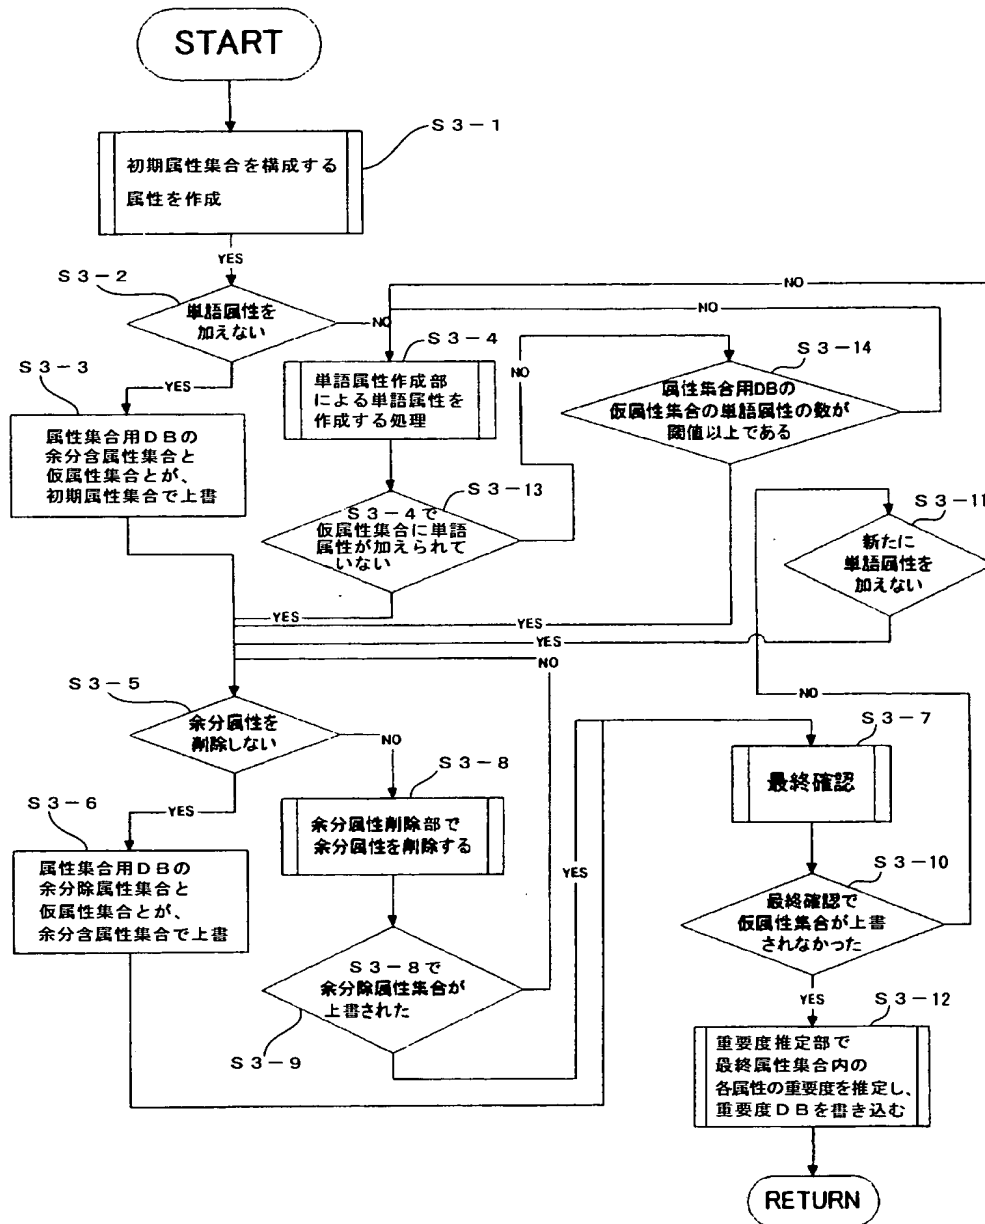 START
S3-1
初期属性集合を構成する
属性を作成
YES
S3-2
単語属性を
加えない
NO
NO
NO
S3-4
単語属性作成部
による単語属性を
作成する処理
NO
S3-14
属性集合用DBの
仮属性集合の単語属性の数が
閾値以上である
S3-3
YES
属性集合用DBの
余分含属性集合と
仮属性集合とが、
初期属性集合で上書
S3-13
S3-4で
仮属性集合に単語
属性が加えられて
いない
S3-11
新たに
単語属性を
加えない
YES
YES
YES
NO
S3-5
余分属性を
削除しない
NO
NO
S3-7
最終確認
S3-8
余分属性削除部で
余分属性を削除する
S3-6
YES
属性集合用DBの
余分除属性集合と
仮属性集合とが、
余分含属性集合で上書
YES
S3-10
最終確認で
仮属性集合が上書
されなかった
S3-8で
余分除属性集合が
上書された
S3-9
YES
S3-12
重要度推定部で
最終属性集合内の
各属性の重要度を推定し、
重要度DBを書き込む
RETURN